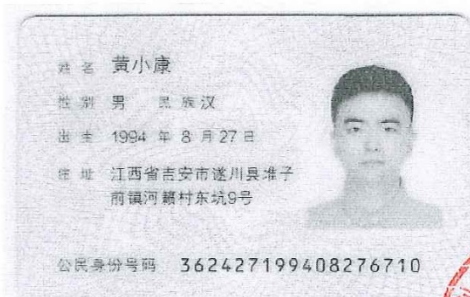 姓名 黄小康
性别 男 民族 汉
出生 1994 年 8 月 27 日
住址 江西省吉安市遂川县堆子
前镇河籁村东坑9号
公民身份号码 362427199408276710